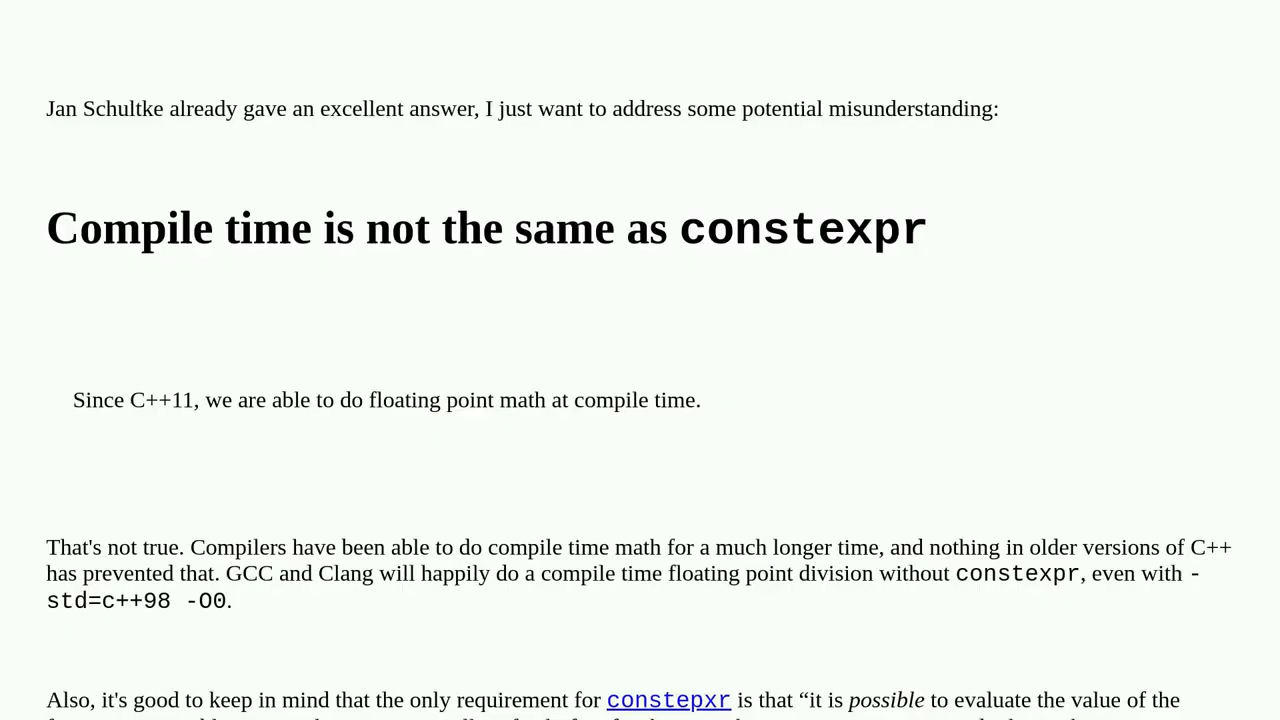 Jan Schultke already gave an excellent answer, I just want to address some potential misunderstanding:
Compile time is not the same as constexpr
Since C++11, we are able to do floating point math at compile time.
That's not true. Compilers have been able to do compile time math for a much longer time, and nothing in older versions of C++
has prevented that. GCC and Clang will happily do a compile time floating point division without constexpr, even with -
std=c++98 -O0.
Also, it's good to keep in mind that the only requirement for constepxr is that “it is possible to evaluate the value of the